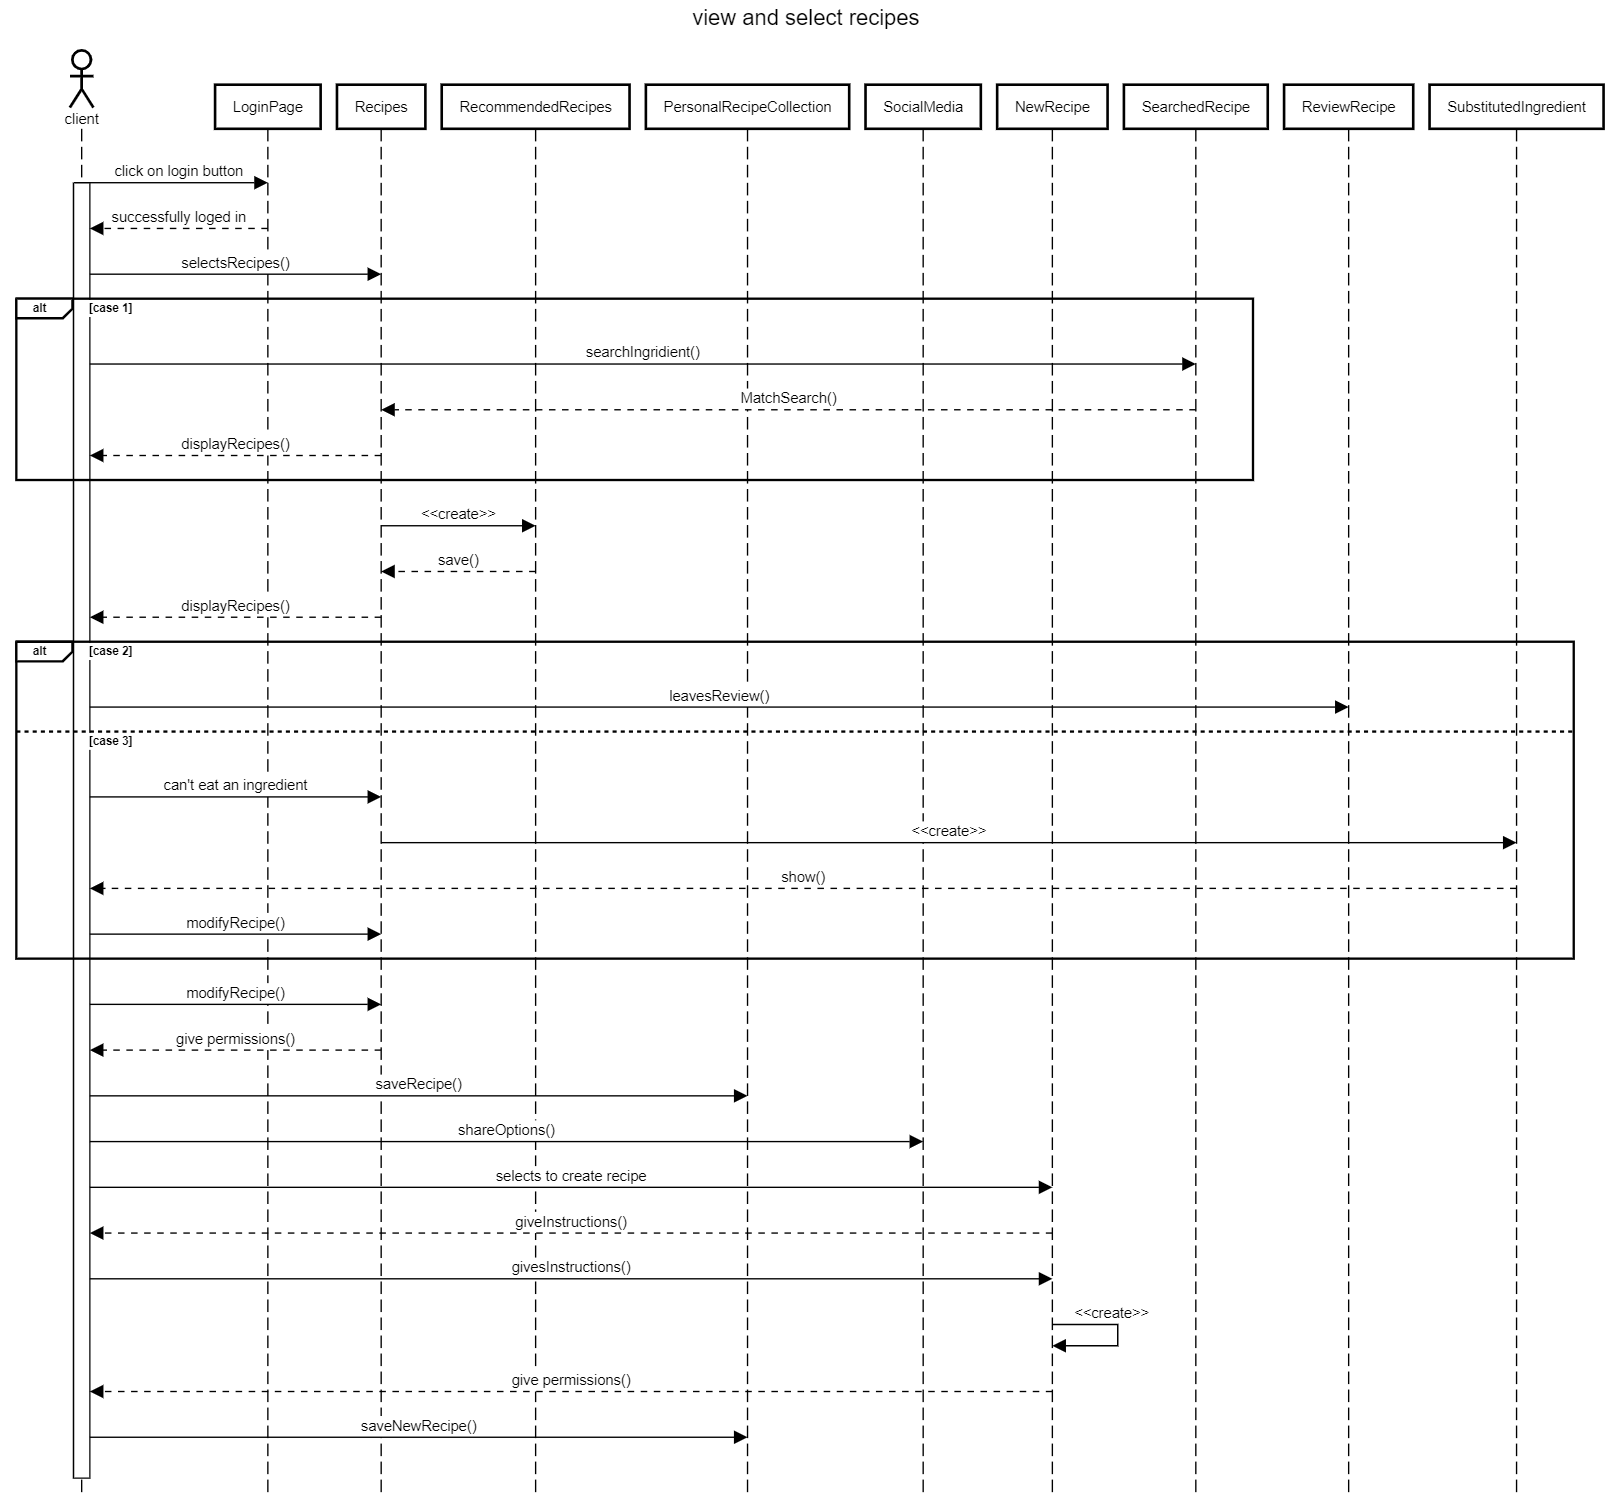 view and select recipes
client
LoginPage
Recipes
RecommendedRecipes
PersonalRecipeCollection
SocialMedia
NewRecipe
SearchedRecipe
ReviewRecipe
SubstitutedIngredient
click on login button
successfully loged in
selectsRecipes()
alt
[case 1]
searchIngridient()
MatchSearch()
displayRecipes()
<<create>>
save()
displayRecipes()
alt
[case 2]
leavesReview()
[case 3]
can't eat an ingredient
<<create>>
show()
modifyRecipe()
modifyRecipe()
give permissions()
saveRecipe()
shareOptions()
selects to create recipe
giveInstructions()
givesInstructions()
<<create>>
give permissions()
saveNewRecipe()